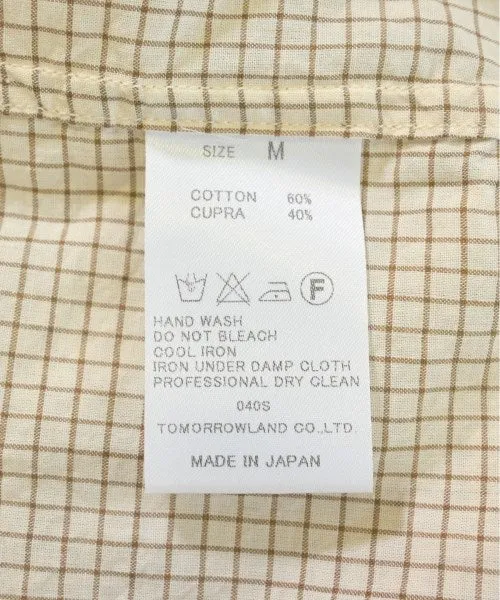 SIZE M
COTTON 60%
CUPRA 40%
F
HAND WASH
DO NOT BLEACH
COOL IRON
IRON UNDER DAMP CLOTH
PROFESSIONAL DRY CLEAN
040S
TOMORROWLAND CO.,LTD.
MADE IN JAPAN